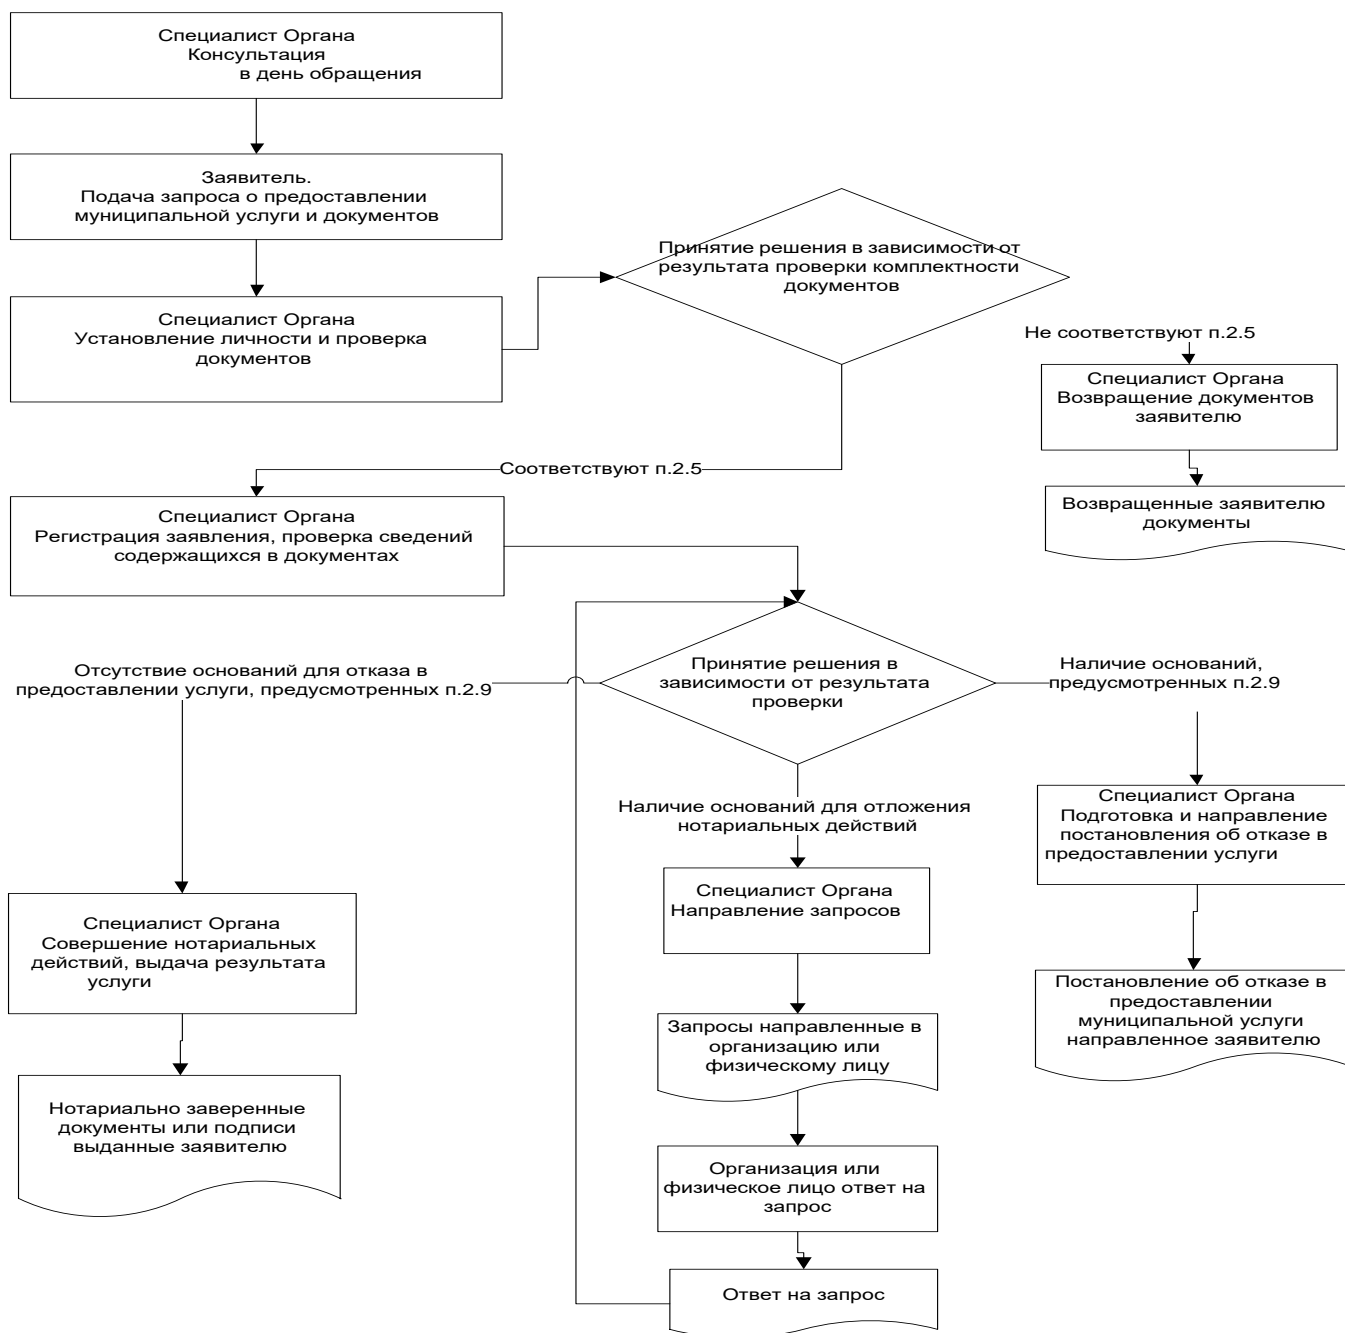 Специалист Органа
Консультация
в день обращения
Заявитель.
Подача запроса о предоставлении
муниципальной услуги и документов
Специалист Органа
Установление личности и проверка
документов
Принятие решения в зависимости от
результата проверки комплектности
документов
Не соответствуют п.2.5
Специалист Органа
Возвращение документов
заявителю
Возвращенные заявителю
документы
Соответствуют п.2.5
Специалист Органа
Регистрация заявления, проверка сведений
содержащихся в документах
Принятие решения в
зависимости от результата
проверки
Отсутствие оснований для отказа в
предоставлении услуги, предусмотренных п.2.9
Наличие оснований,
предусмотренных п.2.9
Наличие оснований для отложения
нотариальных действий
Специалист Органа
Подготовка и направление
постановления об отказе в
предоставлении услуги
Специалист Органа
Направление запросов
Специалист Органа
Совершение нотариальных
действий, выдача результата
услуги
Постановление об отказе в
предоставлении
муниципальной услуги
направленное заявителю
Запросы направленные в
организацию или
физическому лицу
Нотариально заверенные
документы или подписи
выданные заявителю
Организация или
физическое лицо ответ на
запрос
Ответ на запрос